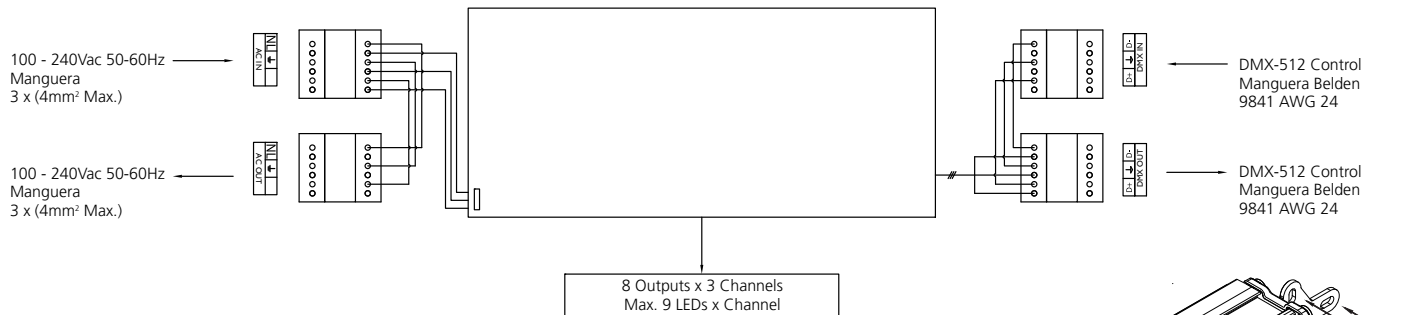 100 - 240Vac 50-60Hz
Manguera
3 x (4mm² Max.)
N L ⏚
AC IN
100 - 240Vac 50-60Hz
Manguera
3 x (4mm² Max.)
N L ⏚
AC OUT
D+ ⏚ D-
DMX IN
DMX-512 Control
Manguera Belden
9841 AWG 24
D+ ⏚ D-
DMX OUT
DMX-512 Control
Manguera Belden
9841 AWG 24
8 Outputs x 3 Channels
Max. 9 LEDs x Channel